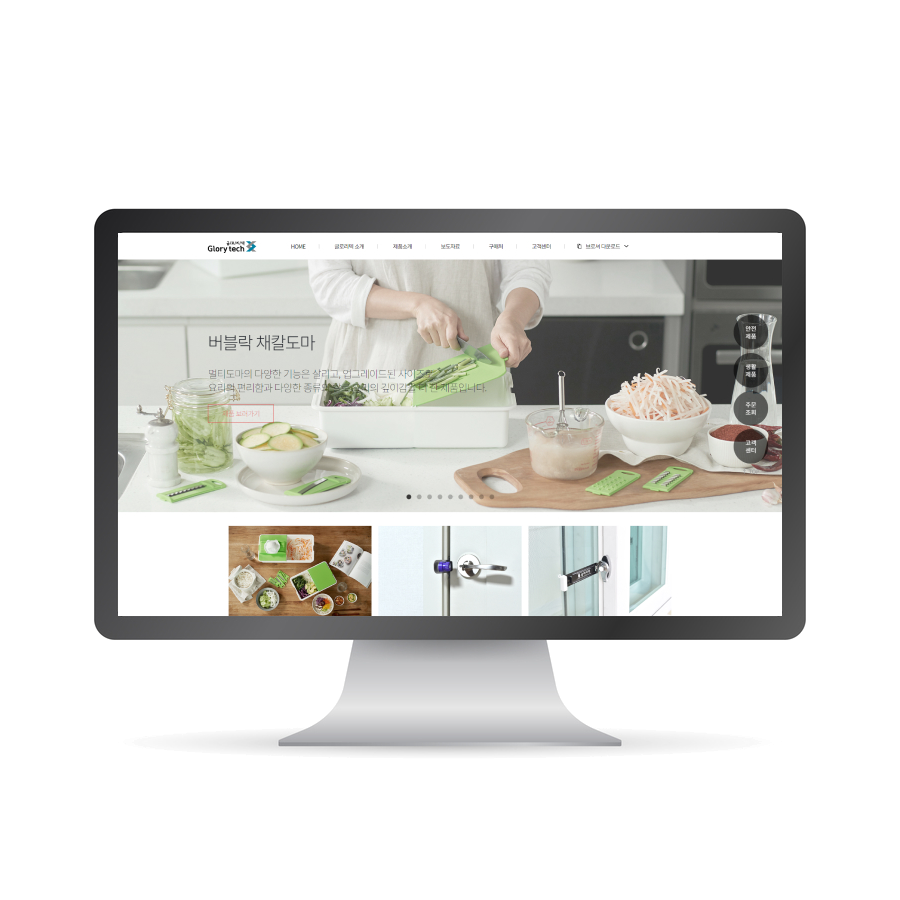 글로리텍
Glory tech
HOME
글로리텍 소개
제품소개
보도자료
구매처
고객센터
브로셔 다운로드
버블락 채칼도마
멀티도마의 다양한 기능은 살리고, 업그레이드된 사이즈로
요리의 편리함과 다양한 종류의 깊이감을 더 한 제품입니다.
안전
제품
생활
제품
주문
조회
고객
센터